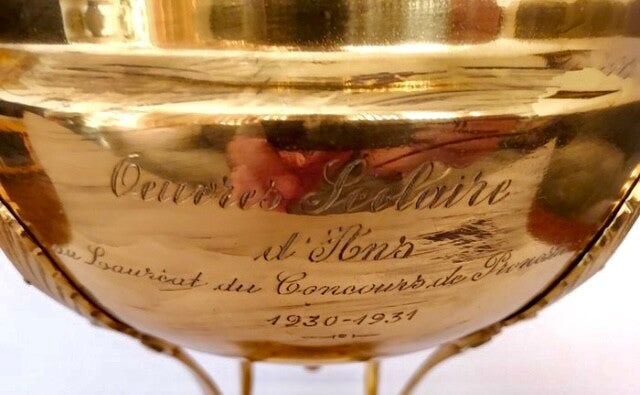 Oeuvres Scolaire
d'Ans
au Lauréat du Concours de
1930-1931